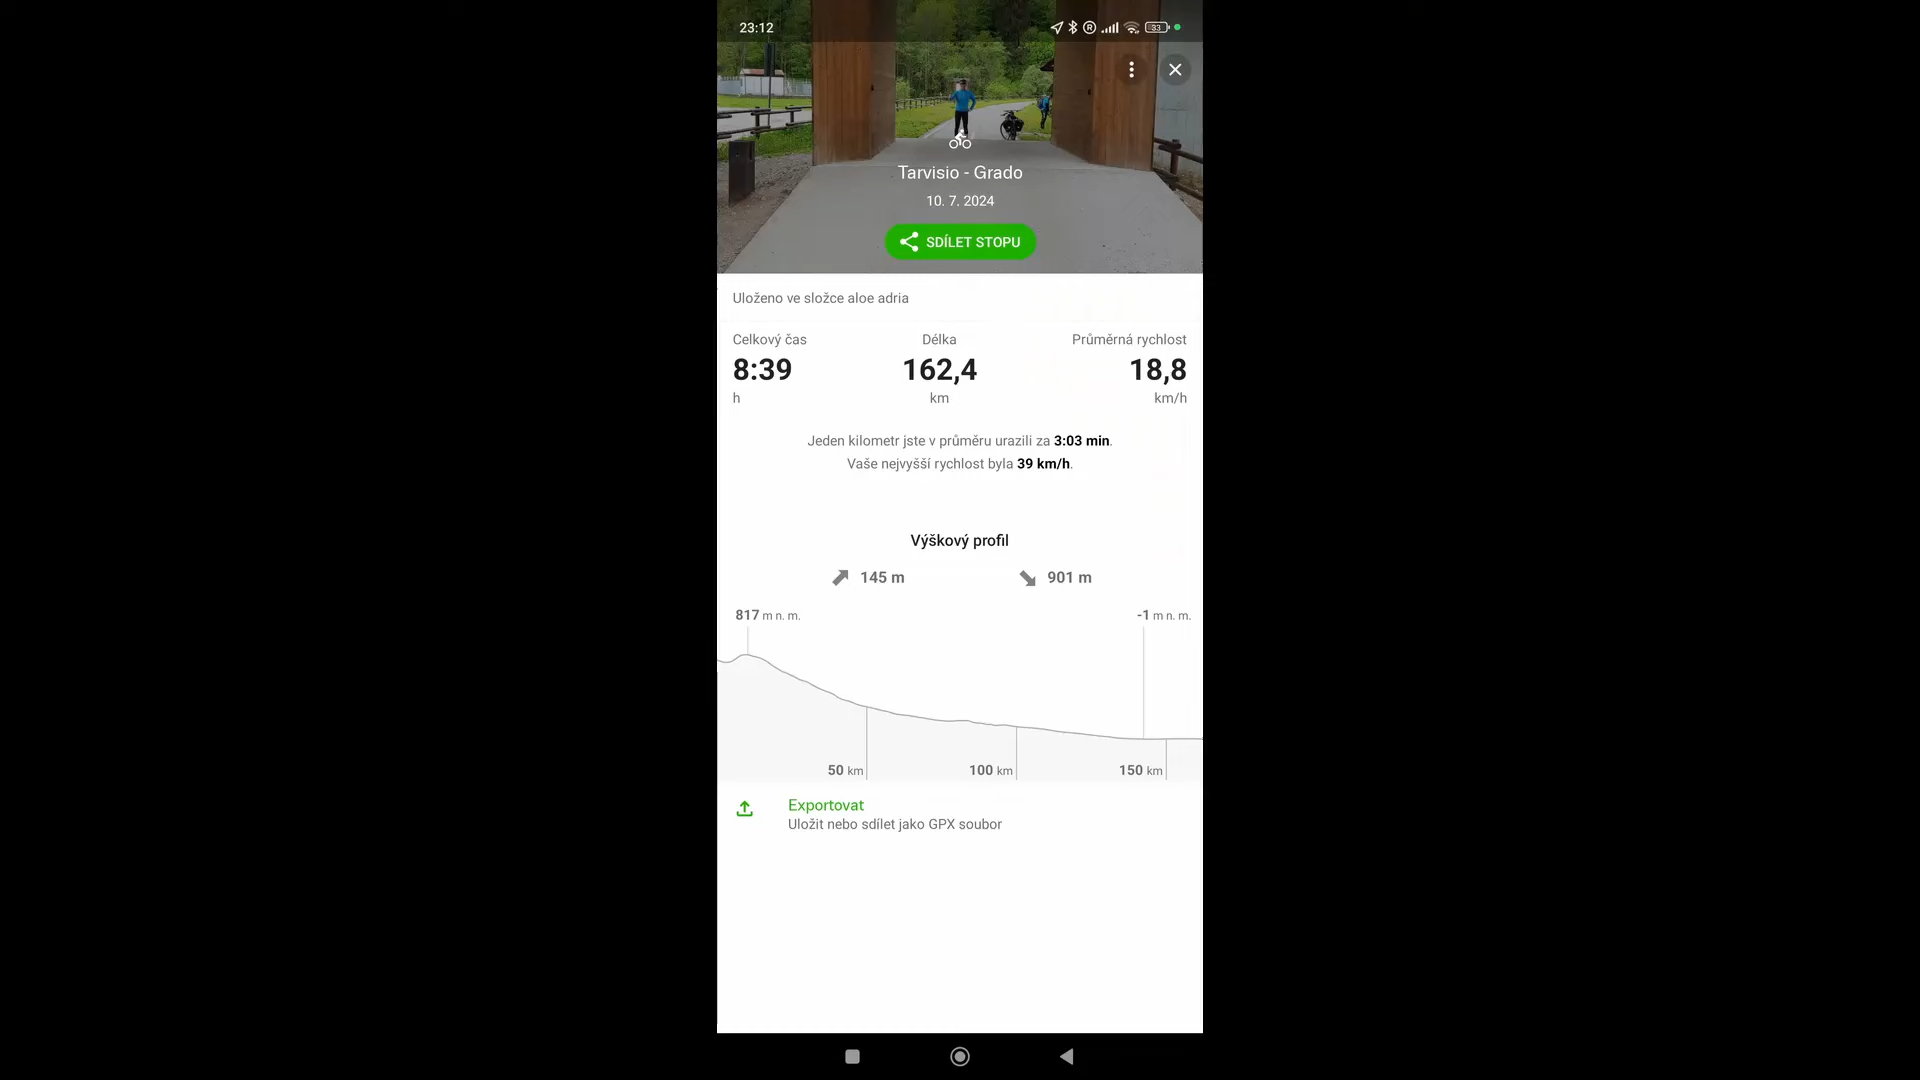 23:12
33
Tarvisio - Grado
10. 7. 2024
SDÍLET STOPU
Uloženo ve složce aloe adria
Celkový čas
Délka
Průměrná rychlost
8:39
162,4
18,8
h
km
km/h
Jeden kilometr jste v průměru urazili za 3:03 min.
Vaše nejvyšší rychlost byla 39 km/h.
Výškový profil
145 m
901 m
817 m n. m.
-1 m n. m.
50 km
100 km
150 km
Exportovat
Uložit nebo sdílet jako GPX soubor